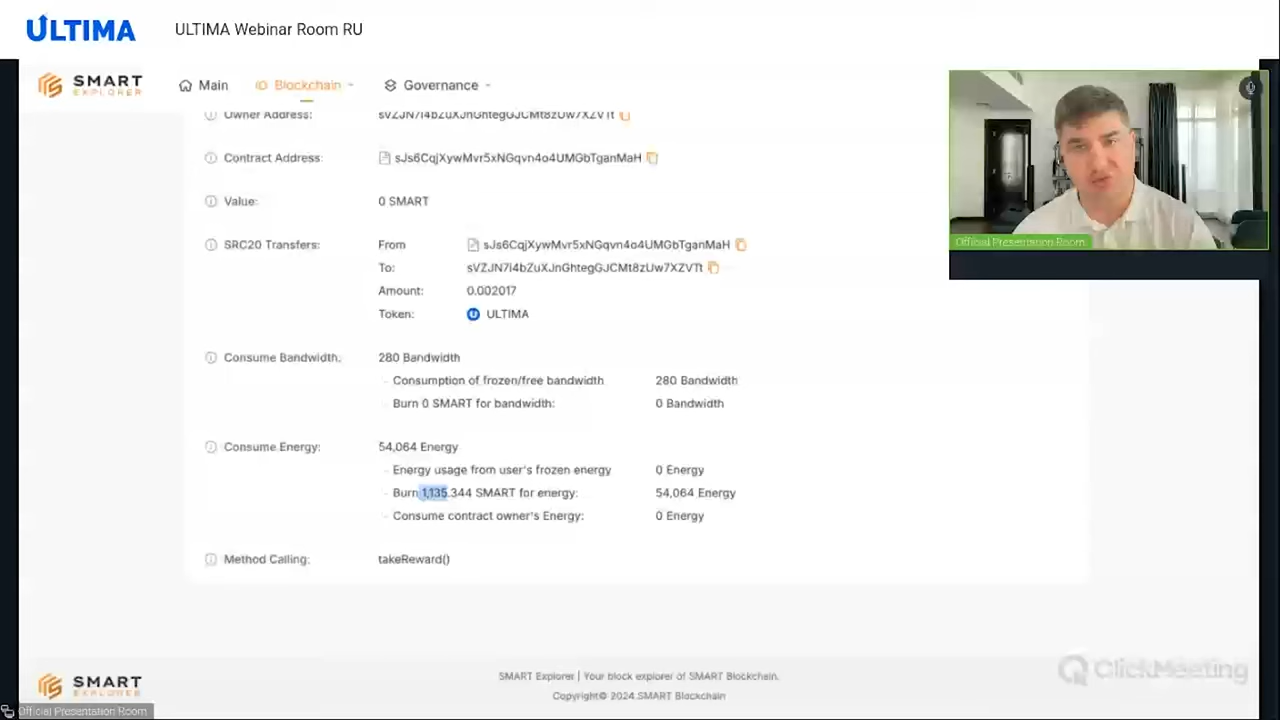 ULTIMA
ULTIMA Webinar Room RU
SMART
EXPLORER
Main
Blockchain
Governance
Owner Address:
Contract Address: sJs6CqjXywMvr5xNGqvn4o4UMGbTganMaH
Value: 0 SMART
SRC20 Transfers: From sJs6CqjXywMvr5xNGqvn4o4UMGbTganMaH
To: sVZJN7i4bZuXJnGhtegGJCMt8zUw7XZVTt
Amount: 0.002017
Token: ULTIMA
Consume Bandwidth: 280 Bandwidth
Consumption of frozen/free bandwidth 280 Bandwidth
Burn 0 SMART for bandwidth: 0 Bandwidth
Consume Energy: 54,064 Energy
Energy usage from user's frozen energy 0 Energy
Burn 1,135.344 SMART for energy: 54,064 Energy
Consume contract owner's Energy: 0 Energy
Method Calling: takeReward()
Official Presentation Room
SMART
EXPLORER
SMART Explorer | Your block explorer of SMART Blockchain.
Copyright© 2024 SMART Blockchain
ClickMeeting
Official Presentation Room